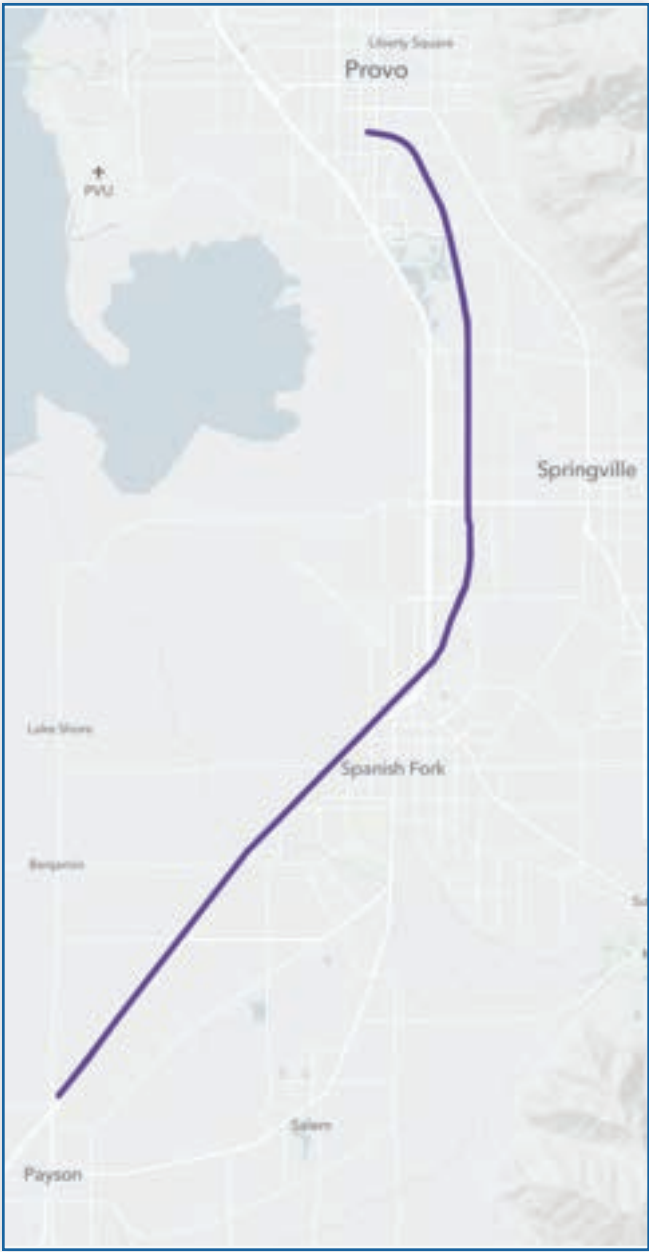 Liberty Square
Provo
PVU
Springville
Lake Shore
Spanish Fork
Benjamin
Salem
Payson